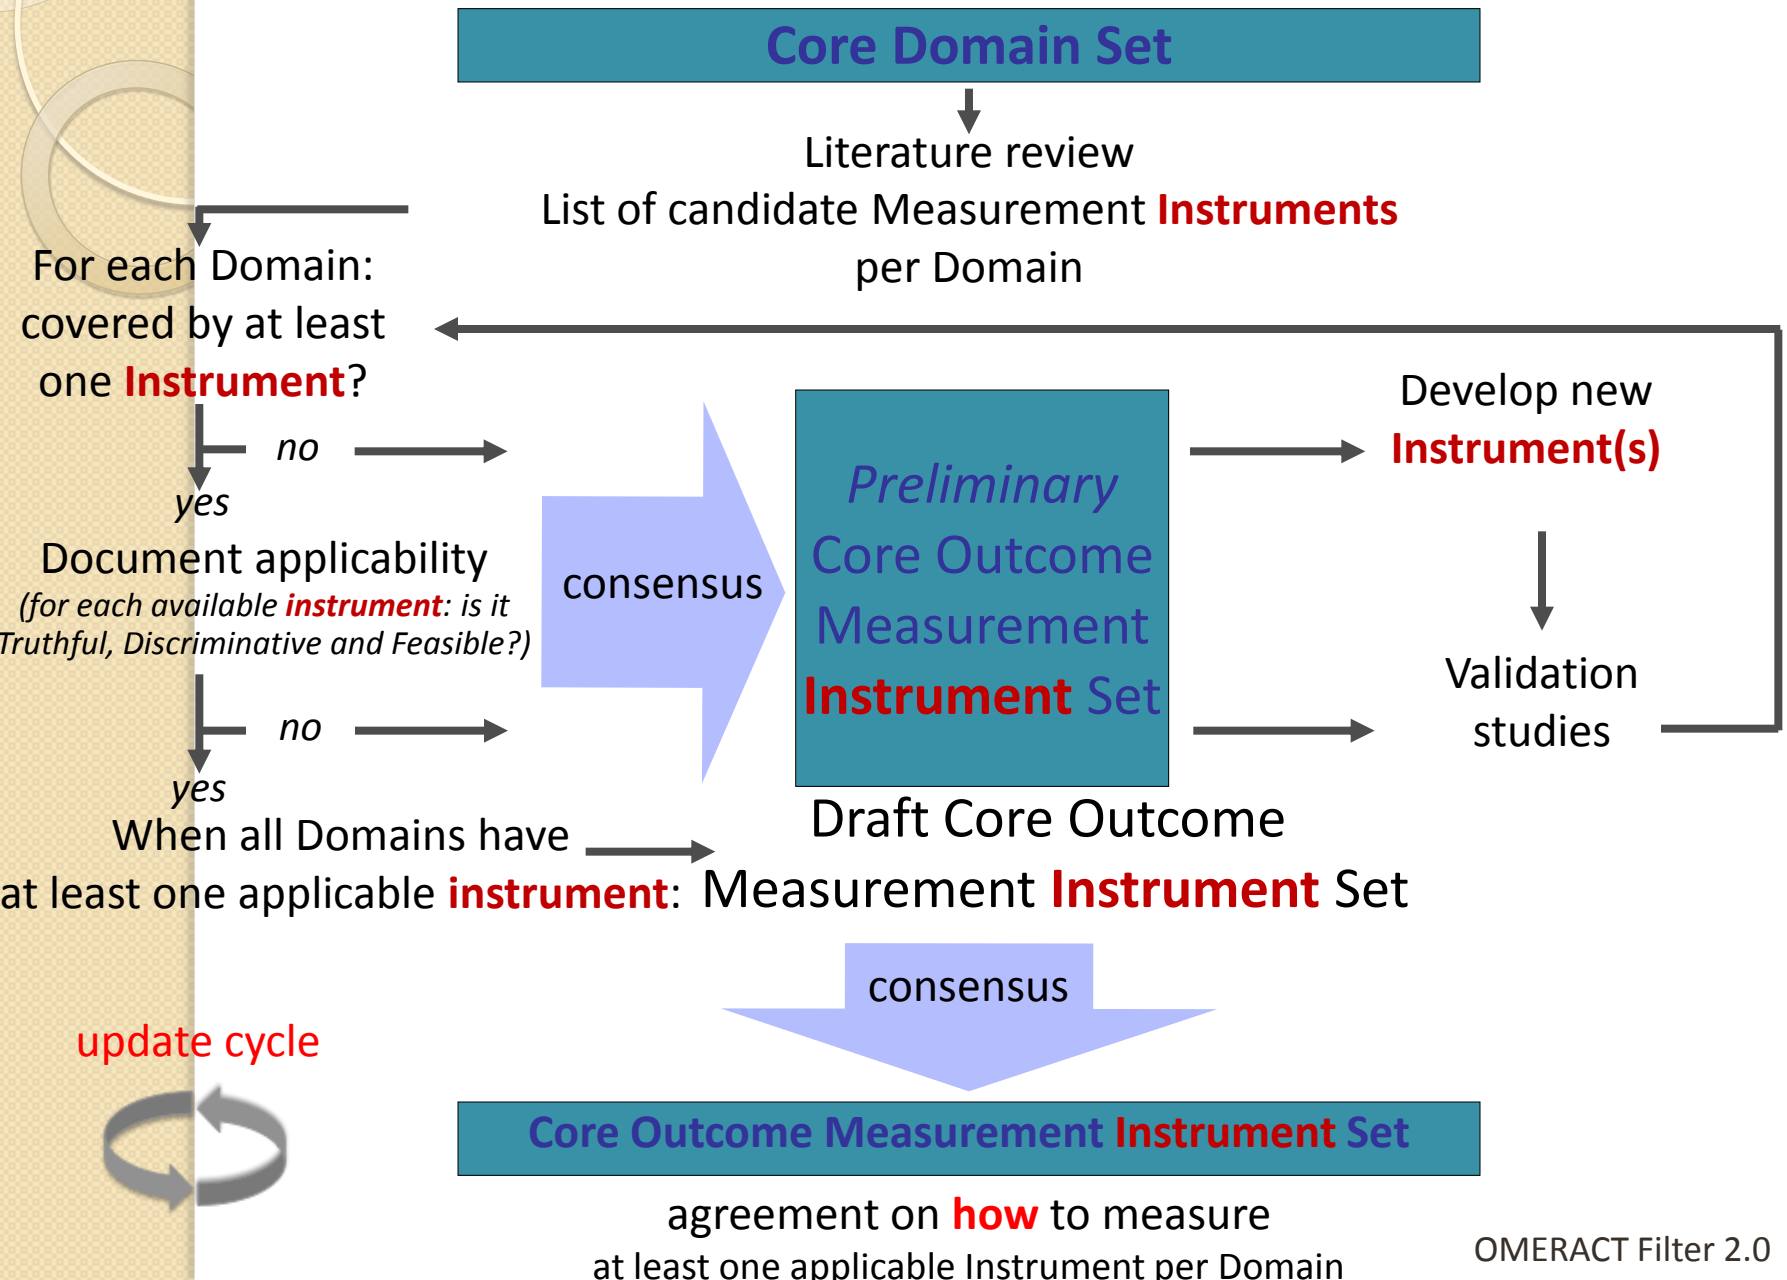 Core Domain Set
Literature review
List of candidate Measurement Instruments
per Domain
For each Domain:
covered by at least
one Instrument?
no
yes
Document applicability
(for each available instrument: is it
Truthful, Discriminative and Feasible?)
no
yes
When all Domains have
at least one applicable instrument:
consensus
Preliminary
Core Outcome
Measurement
Instrument Set
Develop new
Instrument(s)
Validation
studies
Draft Core Outcome
Measurement Instrument Set
consensus
update cycle
Core Outcome Measurement Instrument Set
agreement on how to measure
at least one applicable Instrument per Domain
OMERACT Filter 2.0